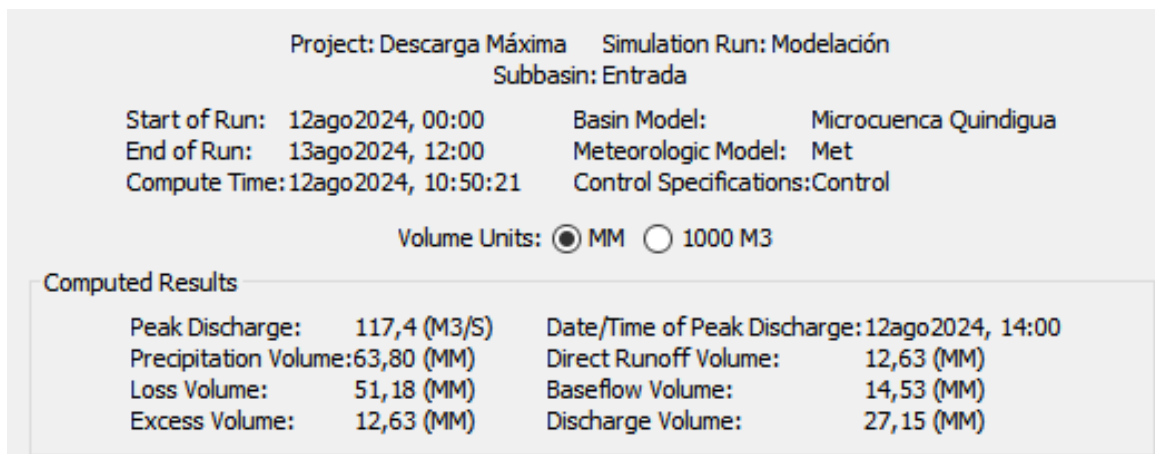 Project: Descarga Máxima Simulation Run: Modelación
Subbasin: Entrada
Start of Run: 12ago2024, 00:00 Basin Model: Microcuenca Quindigua
End of Run: 13ago2024, 12:00 Meteorologic Model: Met
Compute Time:12ago2024, 10:50:21 Control Specifications:Control
Volume Units: MM 1000 M3
Computed Results
Peak Discharge: 117,4 (M3/S) Date/Time of Peak Discharge:12ago2024, 14:00
Precipitation Volume:63,80 (MM) Direct Runoff Volume: 12,63 (MM)
Loss Volume: 51,18 (MM) Baseflow Volume: 14,53 (MM)
Excess Volume: 12,63 (MM) Discharge Volume: 27,15 (MM)